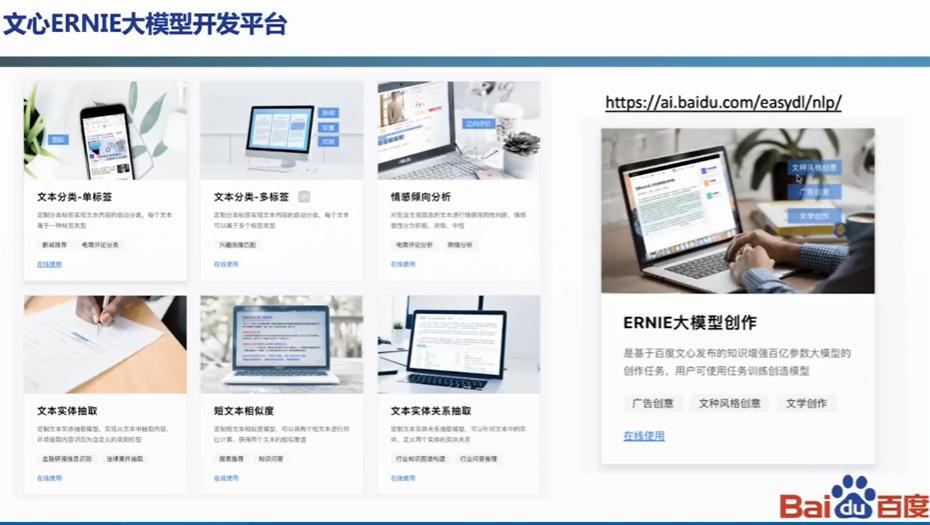 文心ERNIE大模型开发平台
https://ai.baidu.com/easydl/nlp/
文本分类-单标签
定制分类标签实现文本内容的自动分类，每个文本
属于一种标签类型
新闻推荐 电商评论分类
在线使用
文本分类-多标签
定制分类标签实现文本内容的自动分类，每个文本
可以属于多个标签类型
兴趣画像匹配
在线使用
正向评价
情感倾向分析
对包含主观信息的文本进行情感倾向性判断，情感
极性分为积极、消极、中性
电商评论分析 舆情分析
在线使用
文本实体抽取
定制文本实体抽取模型，实现从文本中抽取内容，
并将抽取内容识别为自定义的类别标签
金融研报信息识别 法律案件抽取
在线使用
短文本相似度
定制短文本相似度模型，可以将两个短文本进行对
比计算，获得两个文本的相似度值
搜索推荐 知识问答
在线使用
文本实体关系抽取
定制文本实体关系抽取模型，可以针对文本中的实
体，定义两个实体的实体关系
行业知识图谱构建 行业问答推理
在线使用
文种风格创意
广告创意
文学创作
ERNIE大模型创作
是基于百度文心发布的知识增强百亿参数大模型的
创作任务，用户可使用任务训练创造模型
广告创意 文种风格创意 文学创作
在线使用
Bai du 百度